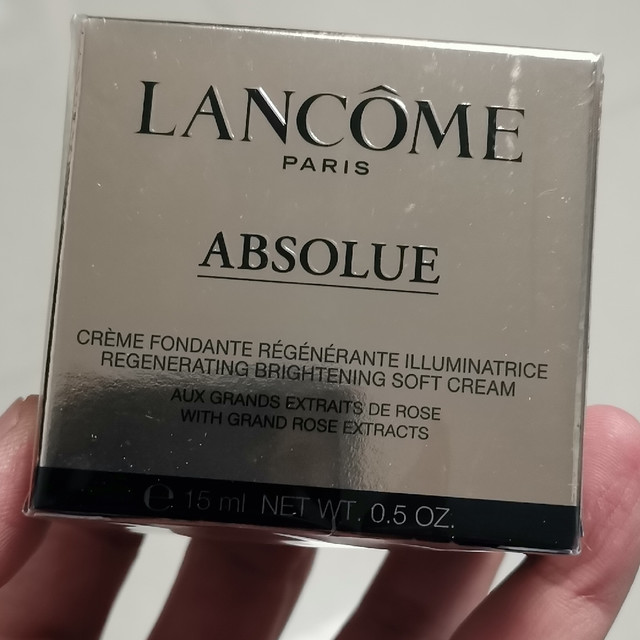 LANCÔME
PARIS
ABSOLUE
CRÈME FONDANTE RÉGÉNÉRANTE ILLUMINATRICE
REGENERATING BRIGHTENING SOFT CREAM
AUX GRANDS EXTRAITS DE ROSE
WITH GRAND ROSE EXTRACTS
℮ 15 ml NET WT. 0.5 OZ.